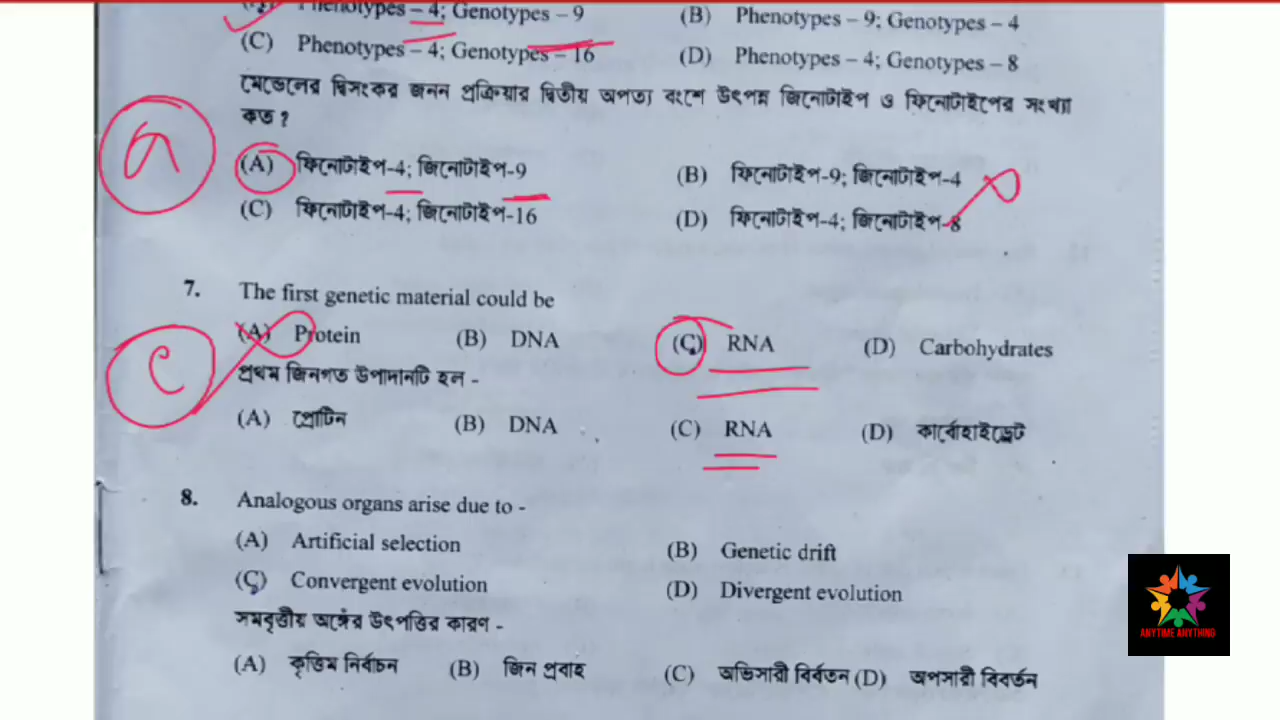 Phenotypes – 4; Genotypes – 9 (B) Phenotypes – 9; Genotypes – 4
(C) Phenotypes – 4; Genotypes – 16 (D) Phenotypes – 4; Genotypes – 8
মেন্ডেলের দ্বিসংকর জনন প্রক্রিয়ার দ্বিতীয় অপত্য বংশে উৎপন্ন জিনোটাইপ ও ফিনোটাইপের সংখ্যা
কত ?
A
(A) ফিনোটাইপ-4; জিনোটাইপ-9 (B) ফিনোটাইপ-9; জিনোটাইপ-4
(C) ফিনোটাইপ-4; জিনোটাইপ-16 (D) ফিনোটাইপ-4; জিনোটাইপ-8
7. The first genetic material could be
(A) Protein (B) DNA (C) RNA (D) Carbohydrates
C
প্রথম জিনগত উপাদানটি হল -
(A) প্রোটিন (B) DNA (C) RNA (D) কার্বোহাইড্রেট
8. Analogous organs arise due to -
(A) Artificial selection (B) Genetic drift
(C) Convergent evolution (D) Divergent evolution
সমবৃত্তীয় অঙ্গের উৎপত্তির কারণ -
(A) কৃত্তিম নির্বাচন (B) জিন প্রবাহ (C) অভিসারী বির্বতন (D) অপসারী বিবর্তন
ANYTIME ANYTHING